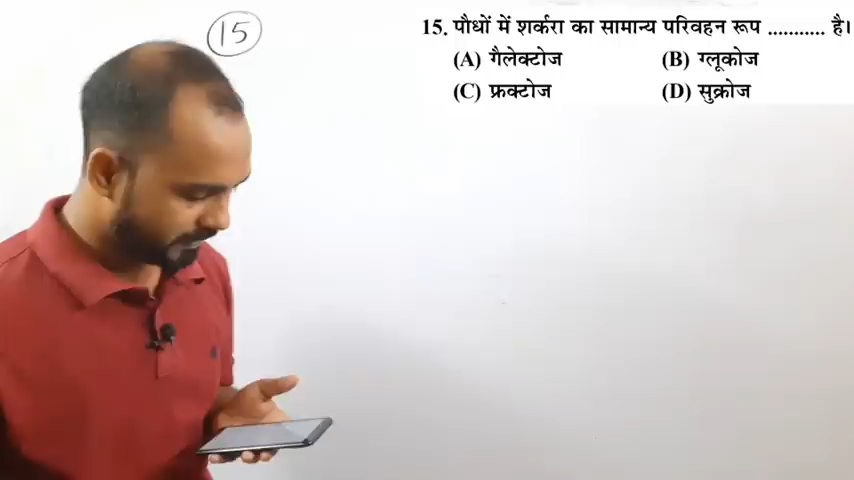 15
15. पौधों में शर्करा का सामान्य परिवहन रूप ........... है।
(A) गैलेक्टोज (B) ग्लूकोज
(C) फ्रक्टोज (D) सुक्रोज